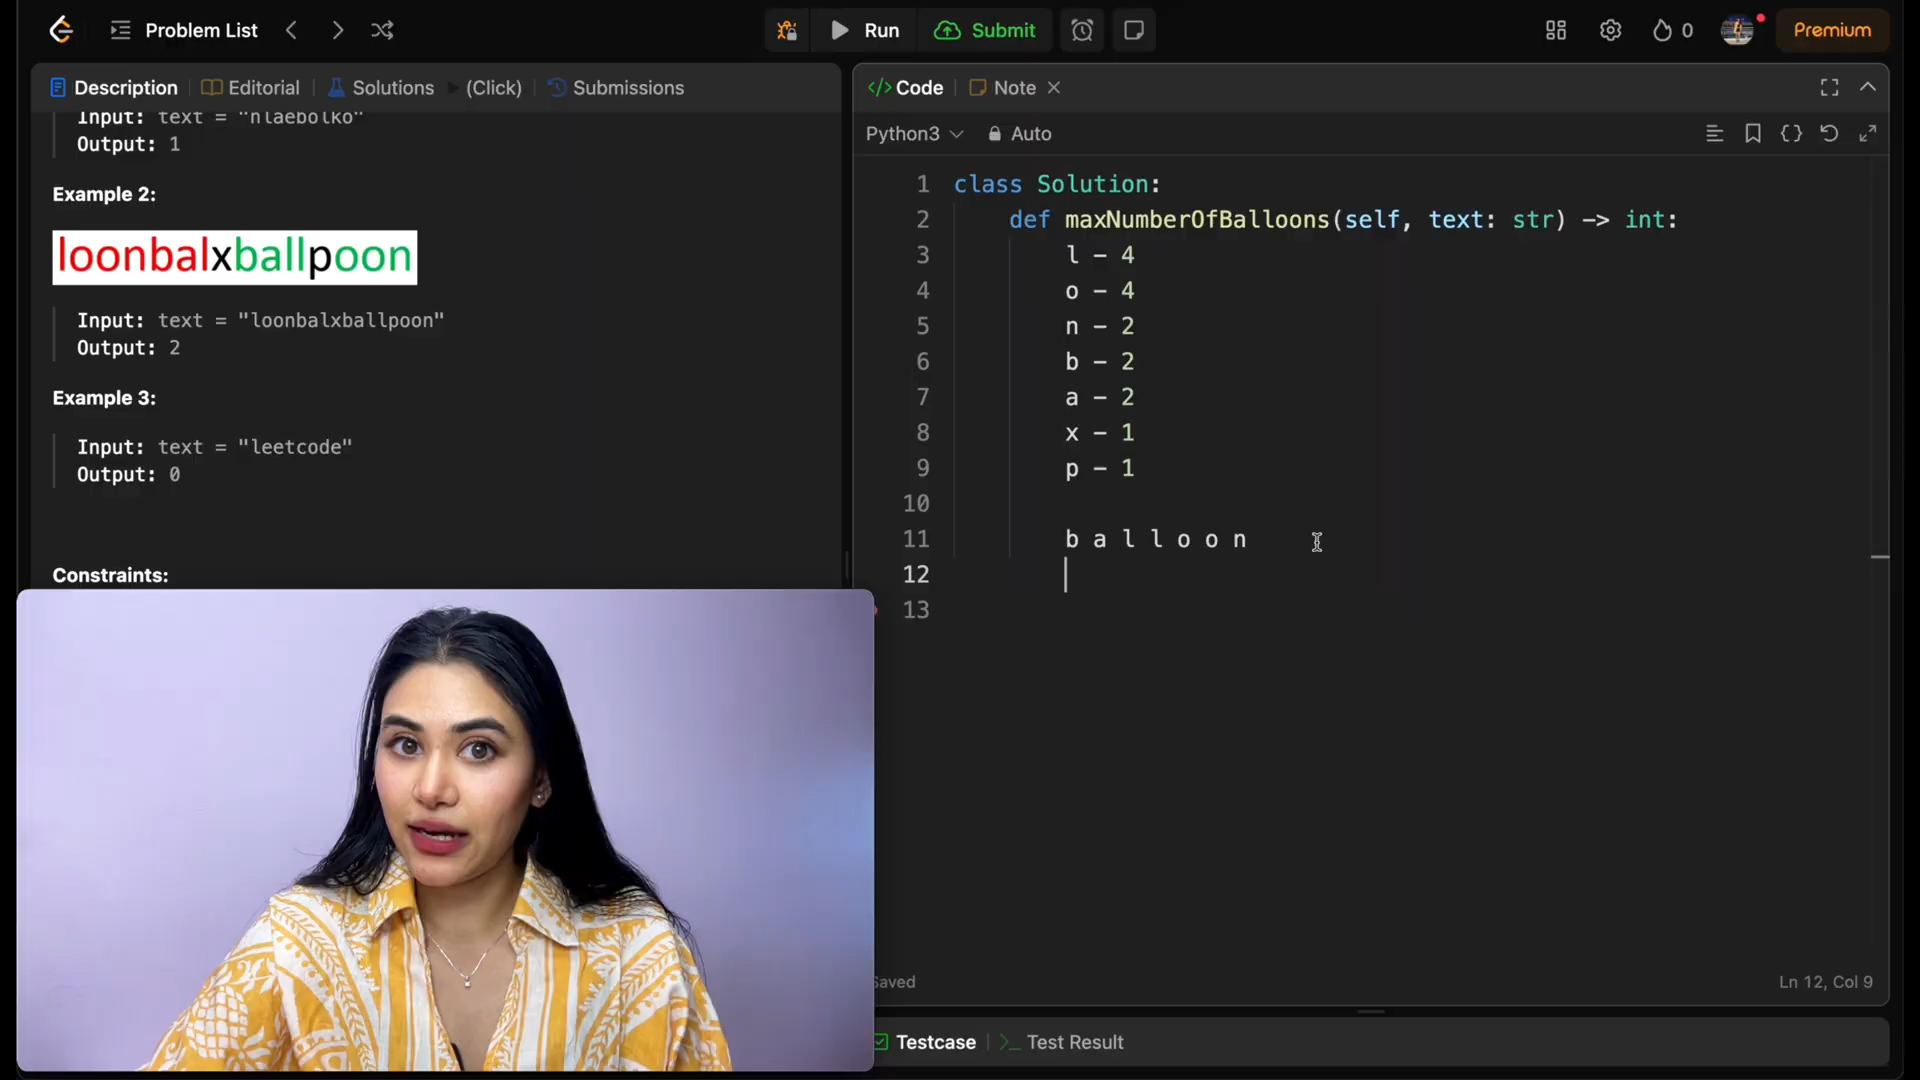 Problem List
Run
Submit
0
Premium
Description
Editorial
Solutions
(Click)
Submissions
Input: text = "nlaebolko"
Output: 1
Example 2:
loonbalxballpoon
Input: text = "loonbalxballpoon"
Output: 2
Example 3:
Input: text = "leetcode"
Output: 0
Constraints:
</> Code
Note
Python3
Auto
1 class Solution:
2 def maxNumberOfBalloons(self, text: str) -> int:
3 l - 4
4 o - 4
5 n - 2
6 b - 2
7 a - 2
8 x - 1
9 p - 1
10
11 b a l l o o n
12
13
Saved
Ln 12, Col 9
Testcase
Test Result